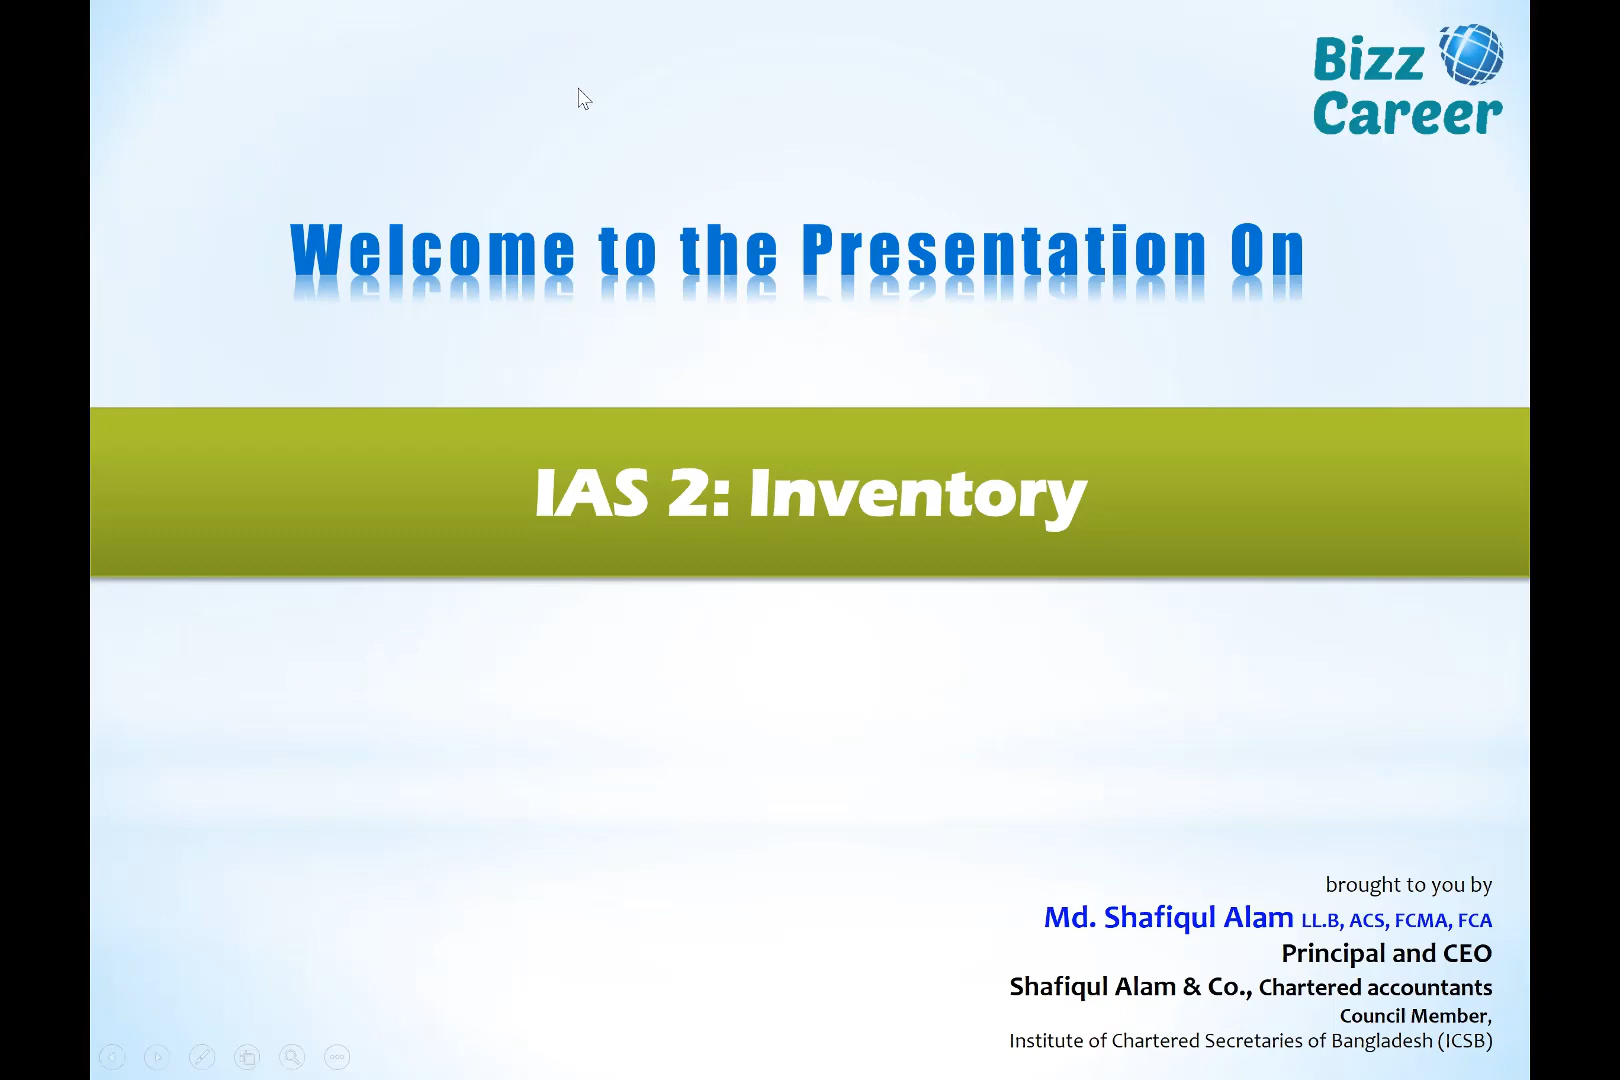 Bizz
Career
Welcome to the Presentation On
IAS 2: Inventory
brought to you by
Md. Shafiqul Alam LL.B, ACS, FCMA, FCA
Principal and CEO
Shafiqul Alam & Co., Chartered accountants
Council Member,
Institute of Chartered Secretaries of Bangladesh (ICSB)